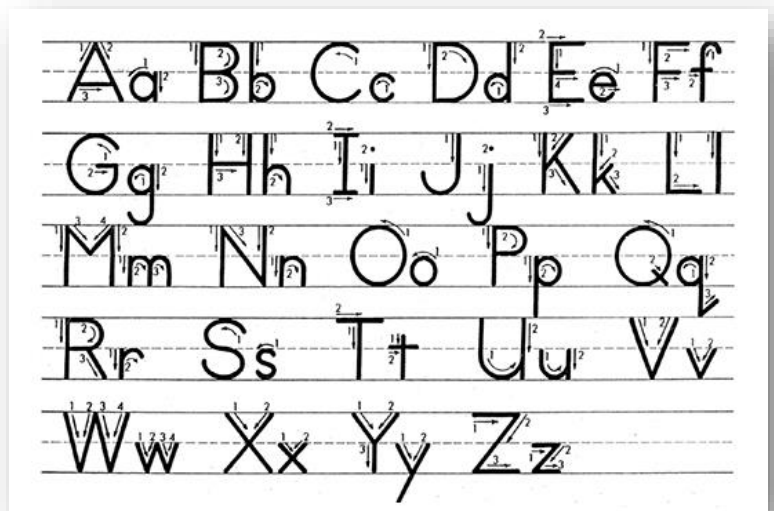 Aa Bb Cc Dd Ee Ff
Gg Hh Ii Jj Kk Ll
Mm Nn Oo Pp Qq
Rr Ss Tt Uu Vv
Ww Xx Yy Zz